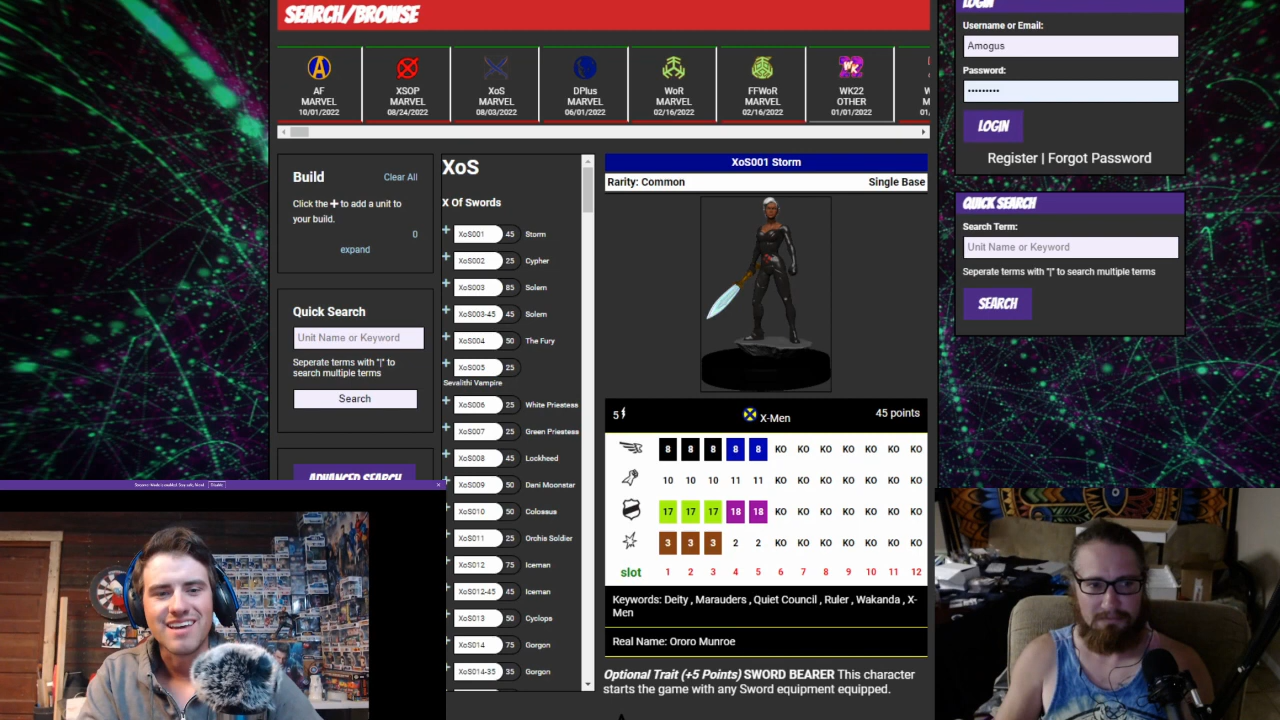 SEARCH/BROWSE
AF
MARVEL
10/01/2022
XSOP
MARVEL
08/24/2022
XoS
MARVEL
08/03/2022
DPlus
MARVEL
06/01/2022
WoR
MARVEL
02/16/2022
FFWoR
MARVEL
02/16/2022
WK
WK22
OTHER
01/01/2022
LOGIN
Username or Email:
Amogus
Password:
•••••••••
LOGIN
Register | Forgot Password
QUICK SEARCH
Search Term:
Unit Name or Keyword
Seperate terms with "|" to search multiple terms
SEARCH
Build
Clear All
Click the + to add a unit to
your build.
0
expand
Quick Search
Unit Name or Keyword
Seperate terms with "|" to
search multiple terms
Search
ADVANCED SEARCH
XoS
X Of Swords
XoS001 45 Storm
XoS002 25 Cypher
XoS003 85 Solem
XoS003-45 45 Solem
XoS004 50 The Fury
XoS005 25
Sevalithi Vampire
XoS006 25 White Priestess
XoS007 25 Green Priestess
XoS008 45 Lockheed
XoS009 50 Dani Moonstar
XoS010 50 Colossus
XoS011 25 Orchis Soldier
XoS012 75 Iceman
XoS012-45 45 Iceman
XoS013 50 Cyclops
XoS014 75 Gorgon
XoS014-35 35 Gorgon
XoS001 Storm
Rarity: Common Single Base
5 X-Men 45 points
8 8 8 8 8 KO KO KO KO KO KO KO
10 10 10 11 11 KO KO KO KO KO KO KO
17 17 17 18 18 KO KO KO KO KO KO KO
3 3 3 2 2 KO KO KO KO KO KO KO
slot 1 2 3 4 5 6 7 8 9 10 11 12
Keywords: Deity , Marauders , Quiet Council , Ruler , Wakanda , X-
Men
Real Name: Ororo Munroe
Optional Trait (+5 Points) SWORD BEARER This character
starts the game with any Sword equipment equipped.